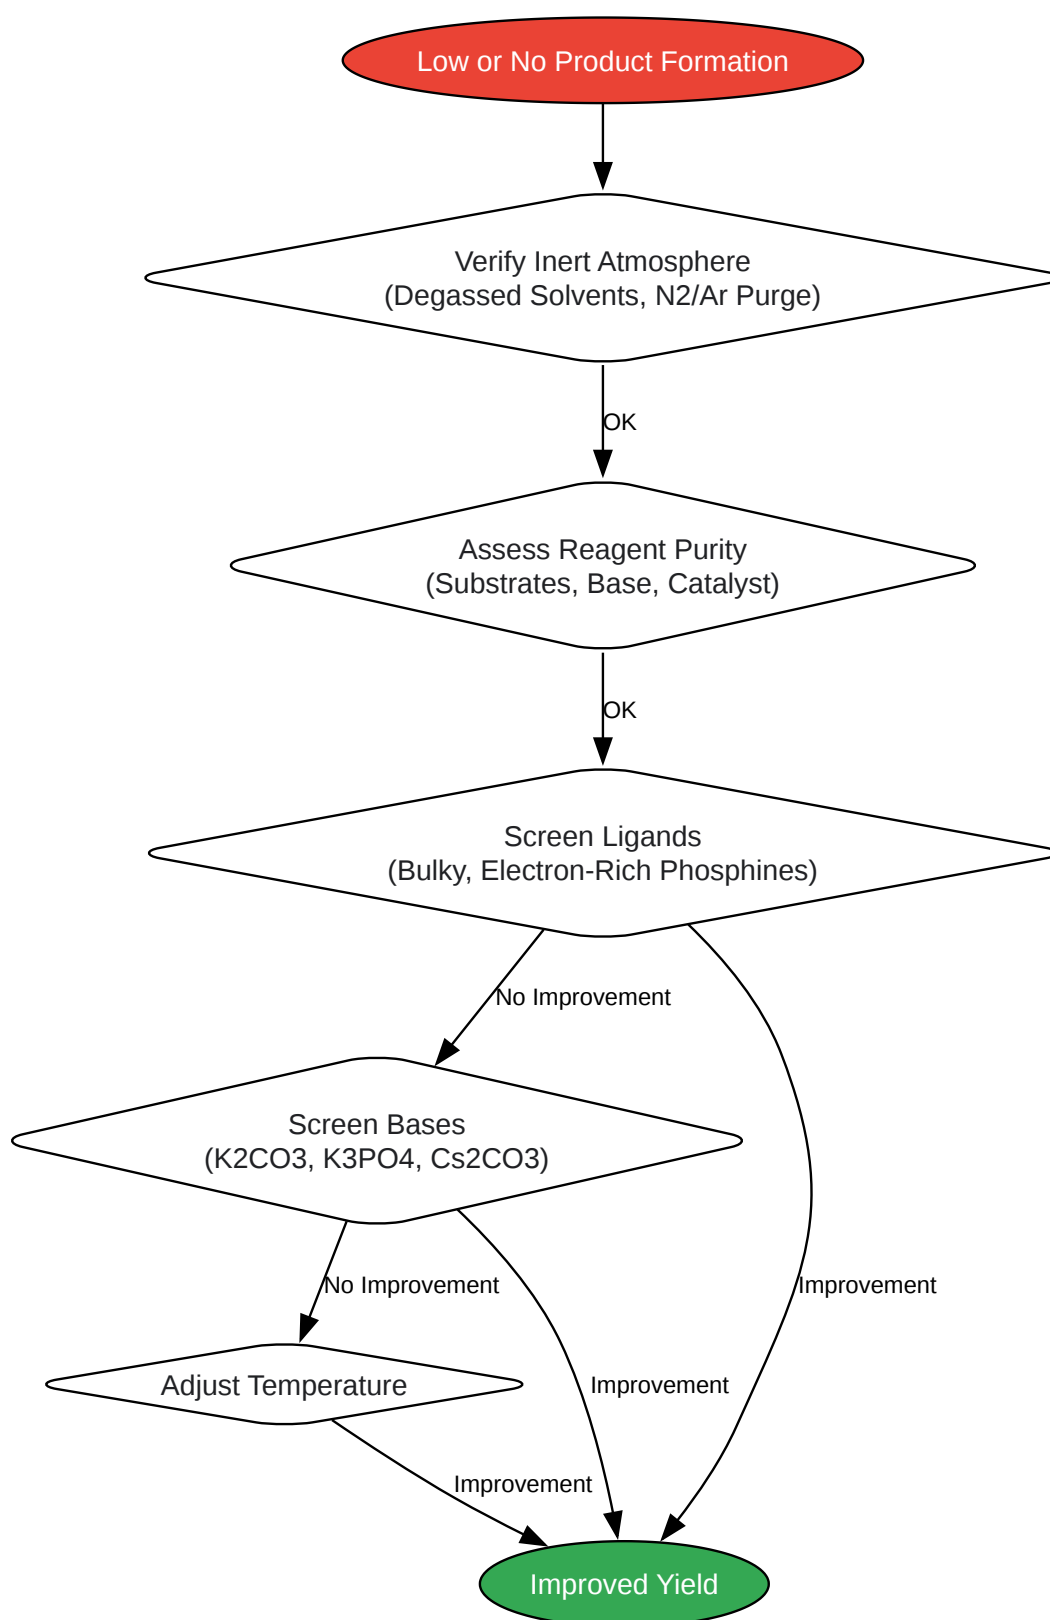 Low or No Product Formation
Verify Inert Atmosphere
(Degassed Solvents, N2/Ar Purge)
OK
Assess Reagent Purity
(Substrates, Base, Catalyst)
OK
Screen Ligands
(Bulky, Electron-Rich Phosphines)
No Improvement
Screen Bases
(K2CO3, K3PO4, Cs2CO3)
No Improvement
Improvement
Adjust Temperature
Improvement
Improvement
Improved Yield